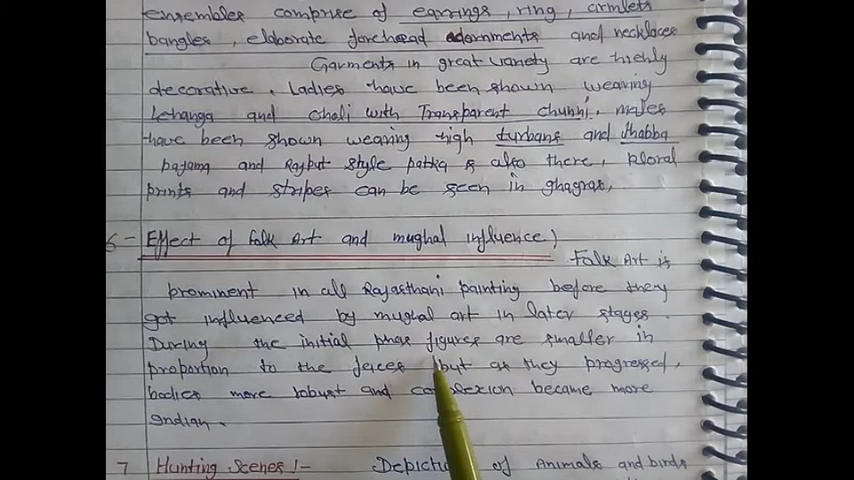 ensembles comprise of earrings, ring, armlets
bangles, elaborate forehead adornments and necklaces
Garments in great variety are highly
decorative. Ladies have been shown wearing
Lehanga and choli with Transparent chunni. males
have been shown wearing high turbans and Jhabba
pajama and Rajput style patka is also there, Floral
prints and stripes can be seen in ghagras,
6- Effect of Folk Art and mughal influence)
Folk Art is
prominent in all Rajasthani painting before they
got influenced by mughal art in later stages.
During the initial phas figures are smaller in
proportion to the faces but as they progressed,
bodies more robust and complexion became more
Indian.
7 Hunting Scenes:- of Animals and birds